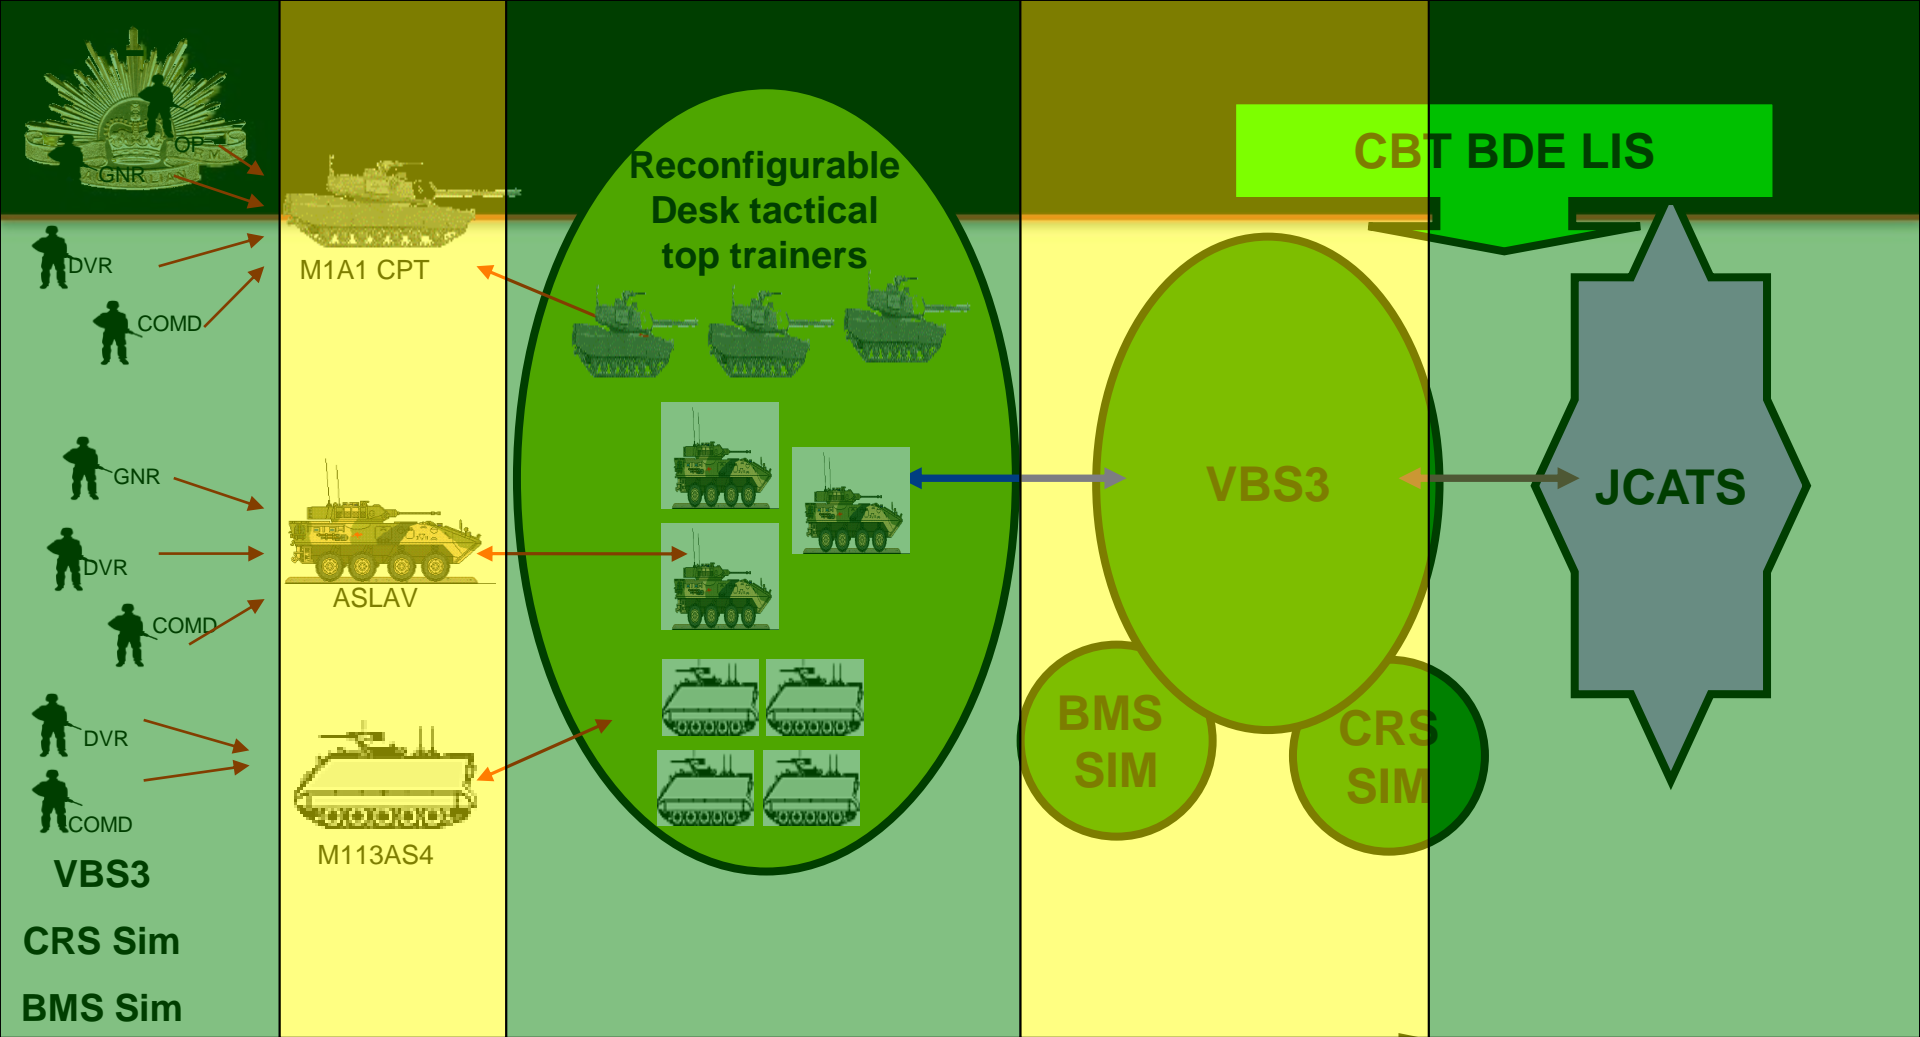 OP
GNR
DVR
COMD
GNR
DVR
COMD
DVR
COMD
VBS3
CRS Sim
BMS Sim
M1A1 CPT
ASLAV
M113AS4
Reconfigurable
Desk tactical
top trainers
CBT BDE LIS
VBS3
BMS
SIM
CRS
SIM
JCATS